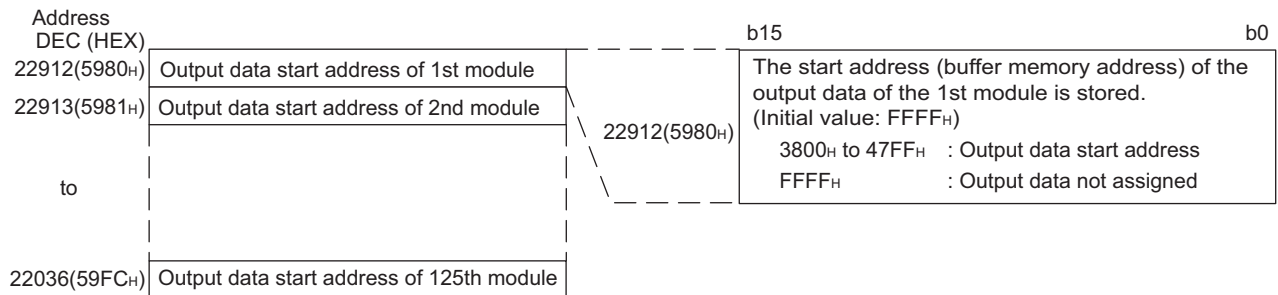 Address
DEC (HEX)
22912(5980H) Output data start address of 1st module
22913(5981H) Output data start address of 2nd module
to
22036(59FCH) Output data start address of 125th module
b15 b0
22912(5980H)
The start address (buffer memory address) of the
output data of the 1st module is stored.
(Initial value: FFFFH)
3800H to 47FFH : Output data start address
FFFFH : Output data not assigned